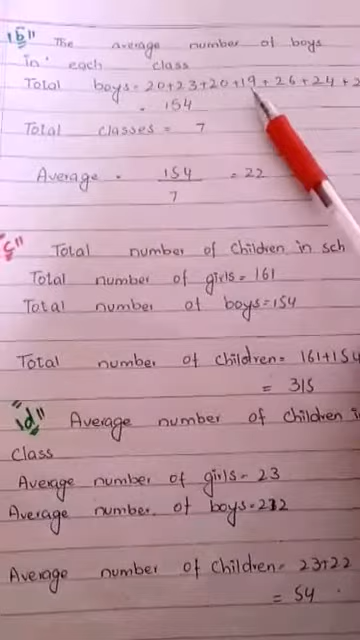 "b" The average number of boys
in each class
Total boys = 20+23+20+19+26+24+2
= 154
Total classes = 7
Average = 154/7 = 22
"c" Total number of children in sch
Total number of girls = 161
Total number of boys = 154
Total number of children = 161+154
= 315
"d" Average number of children in
class
Average number of girls = 23
Average number of boys = 22
Average number of children = 23+22
= 54